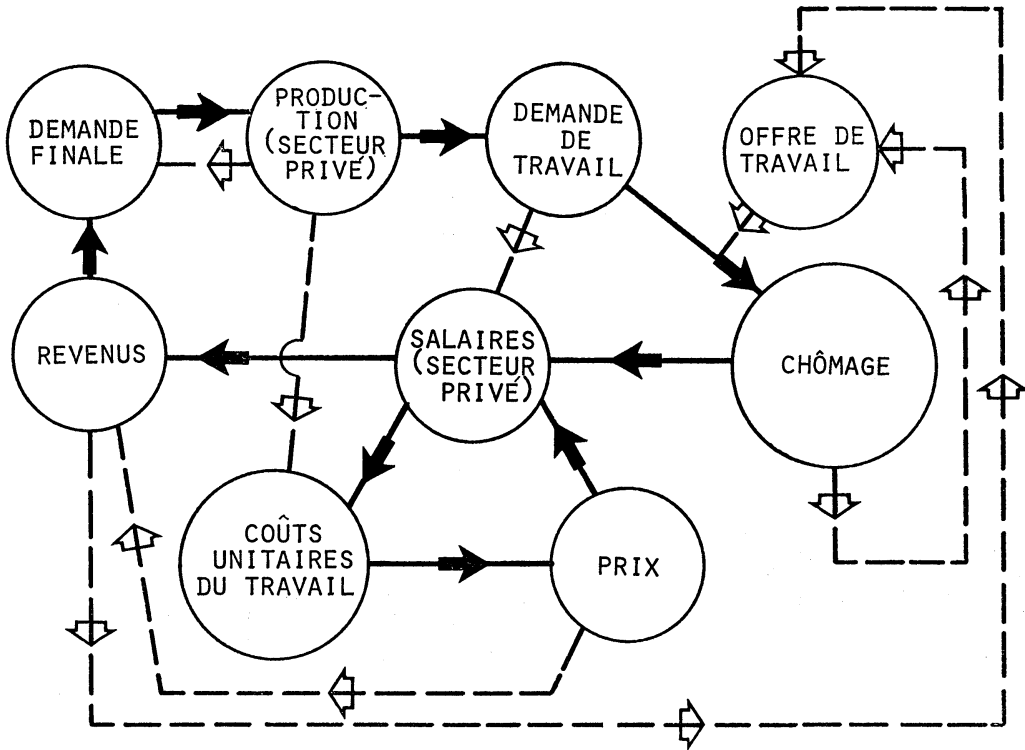 DEMANDE
FINALE
PRODUC-
TION
(SECTEUR
PRIVÉ)
DEMANDE
DE
TRAVAIL
OFFRE DE
TRAVAIL
REVENUS
SALAIRES
(SECTEUR
PRIVÉ)
CHÔMAGE
COÛTS
UNITAIRES
DU TRAVAIL
PRIX